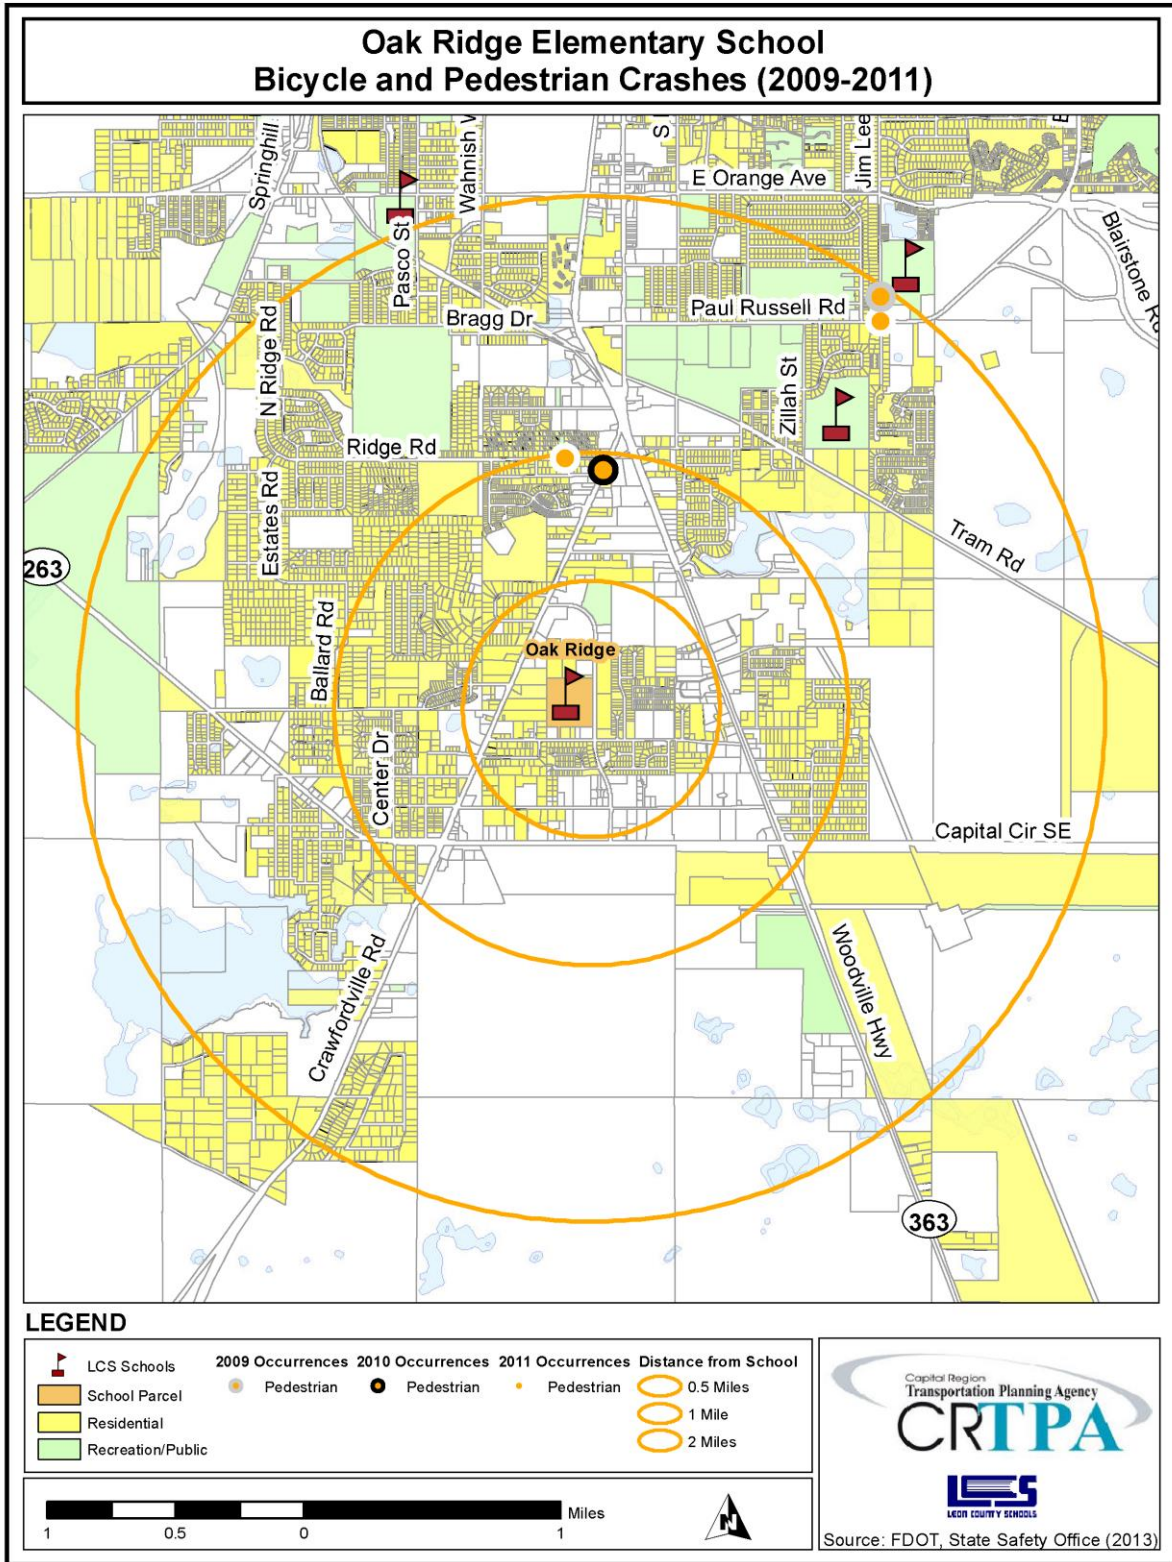 Oak Ridge Elementary School
Bicycle and Pedestrian Crashes (2009-2011)
Springhill
Wahnish
S
Jim Lee
E Orange Ave
Blairstone Rd
Pasco St
Bragg Dr
Paul Russell Rd
N Ridge Rd
Zillah St
Ridge Rd
Estates Rd
Tram Rd
263
Oak Ridge
Ballard Rd
Center Dr
Capital Cir SE
Crawfordville Rd
Woodville Hwy
363
LEGEND
LCS Schools
School Parcel
Residential
Recreation/Public
2009 Occurrences
Pedestrian
2010 Occurrences
Pedestrian
2011 Occurrences
Pedestrian
Distance from School
0.5 Miles
1 Mile
2 Miles
1 0.5 0 1 Miles
N
Capital Region
Transportation Planning Agency
CRTPA
LCS
LEON COUNTY SCHOOLS
Source: FDOT, State Safety Office (2013)